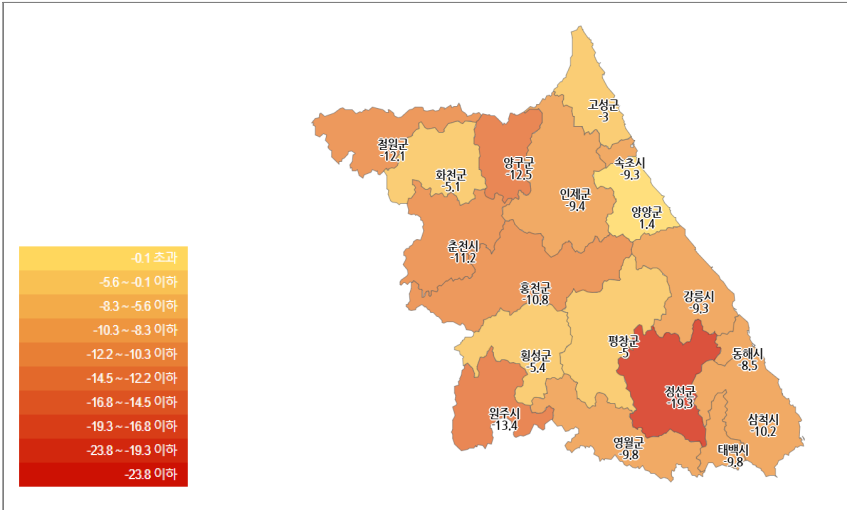 고성군
-3
철원군
-12.1
양구군
-12.5
속초시
-9.3
화천군
-5.1
인제군
-9.4
양양군
1.4
춘천시
-11.2
홍천군
-10.8
강릉시
-9.3
평창군
-5
동해시
-8.5
횡성군
-5.4
정선군
-19.3
원주시
-13.4
삼척시
-10.2
영월군
-9.8
태백시
-9.8
-0.1 초과
-5.6 ~ -0.1 이하
-8.3 ~ -5.6 이하
-10.3 ~ -8.3 이하
-12.2 ~ -10.3 이하
-14.5 ~ -12.2 이하
-16.8 ~ -14.5 이하
-19.3 ~ -16.8 이하
-23.8 ~ -19.3 이하
-23.8 이하